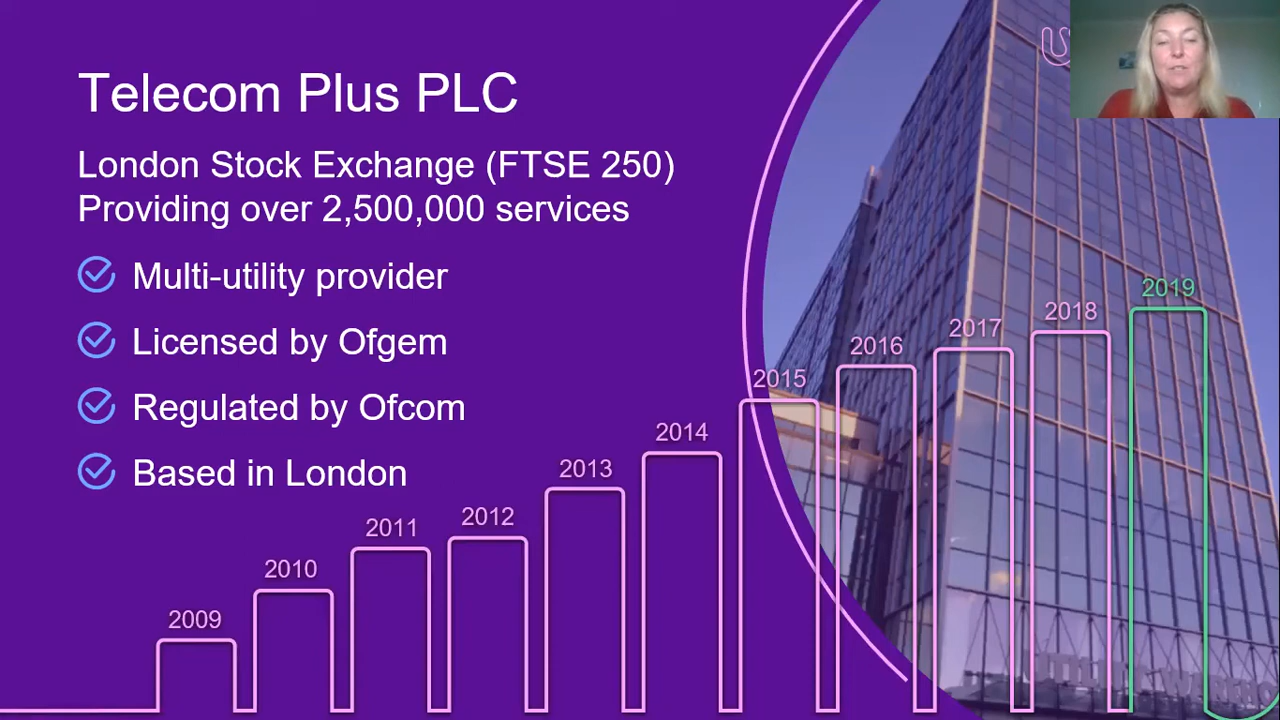 Telecom Plus PLC
London Stock Exchange (FTSE 250)
Providing over 2,500,000 services
Multi-utility provider
Licensed by Ofgem
Regulated by Ofcom
Based in London
2009
2010
2011
2012
2013
2014
2015
2016
2017
2018
2019